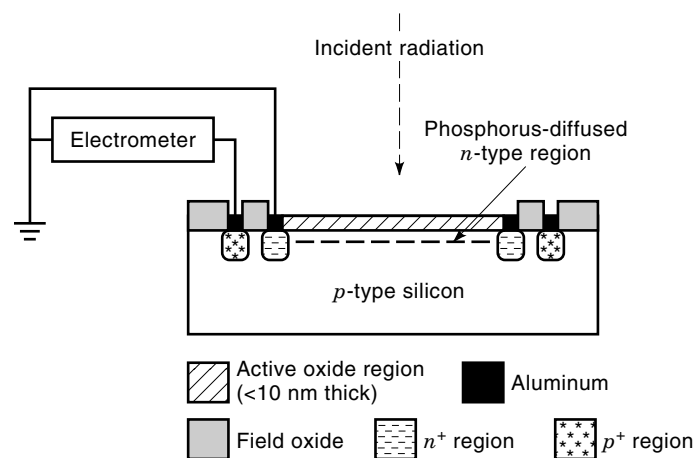 Incident radiation
Electrometer
Phosphorus-diffused
n-type region
p-type silicon
Active oxide region
(<10 nm thick)
Aluminum
Field oxide
n⁺ region
p⁺ region